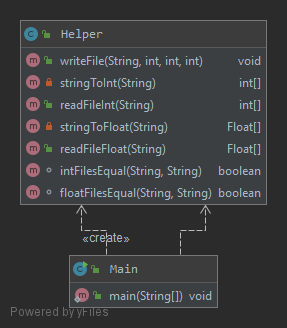 Helper
writeFile(String, int, int, int) void
stringToInt(String) int[]
readFileInt(String) int[]
stringToFloat(String) Float[]
readFileFloat(String) Float[]
intFilesEqual(String, String) boolean
floatFilesEqual(String, String) boolean
«create»
Main
main(String[]) void
Powered by yFiles